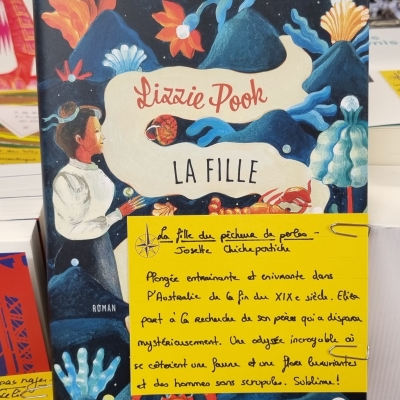 Lizzie Pook
LA FILLE
ROMAN
La fille du pêcheur de perles -
Josette Chicheportiche
Plongée entrainante et enivrante dans
l'Australie de la fin du XIXe siècle. Eliza
part à la recherche de son père qui a disparu
mystérieusement. Une odyssée incroyable où
se côtoient une faune et une flore luxuriantes
et des hommes sans scrupules. Sublime!